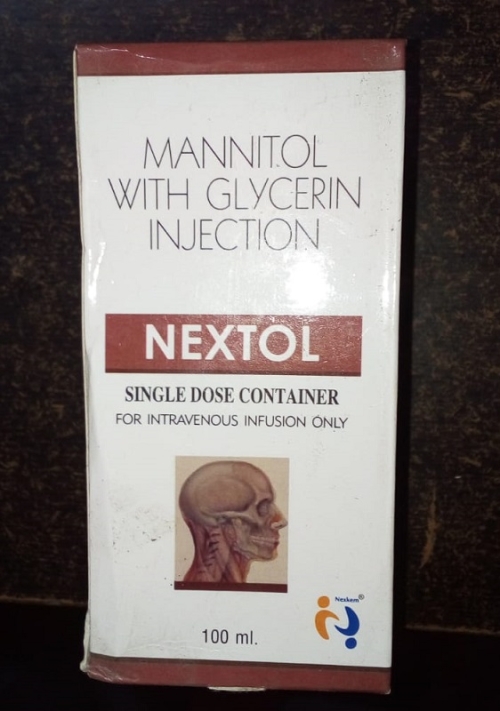 MANNITOL
WITH GLYCERIN
INJECTION
NEXTOL
SINGLE DOSE CONTAINER
FOR INTRAVENOUS INFUSION ONLY
Nexkem®
100 ml.